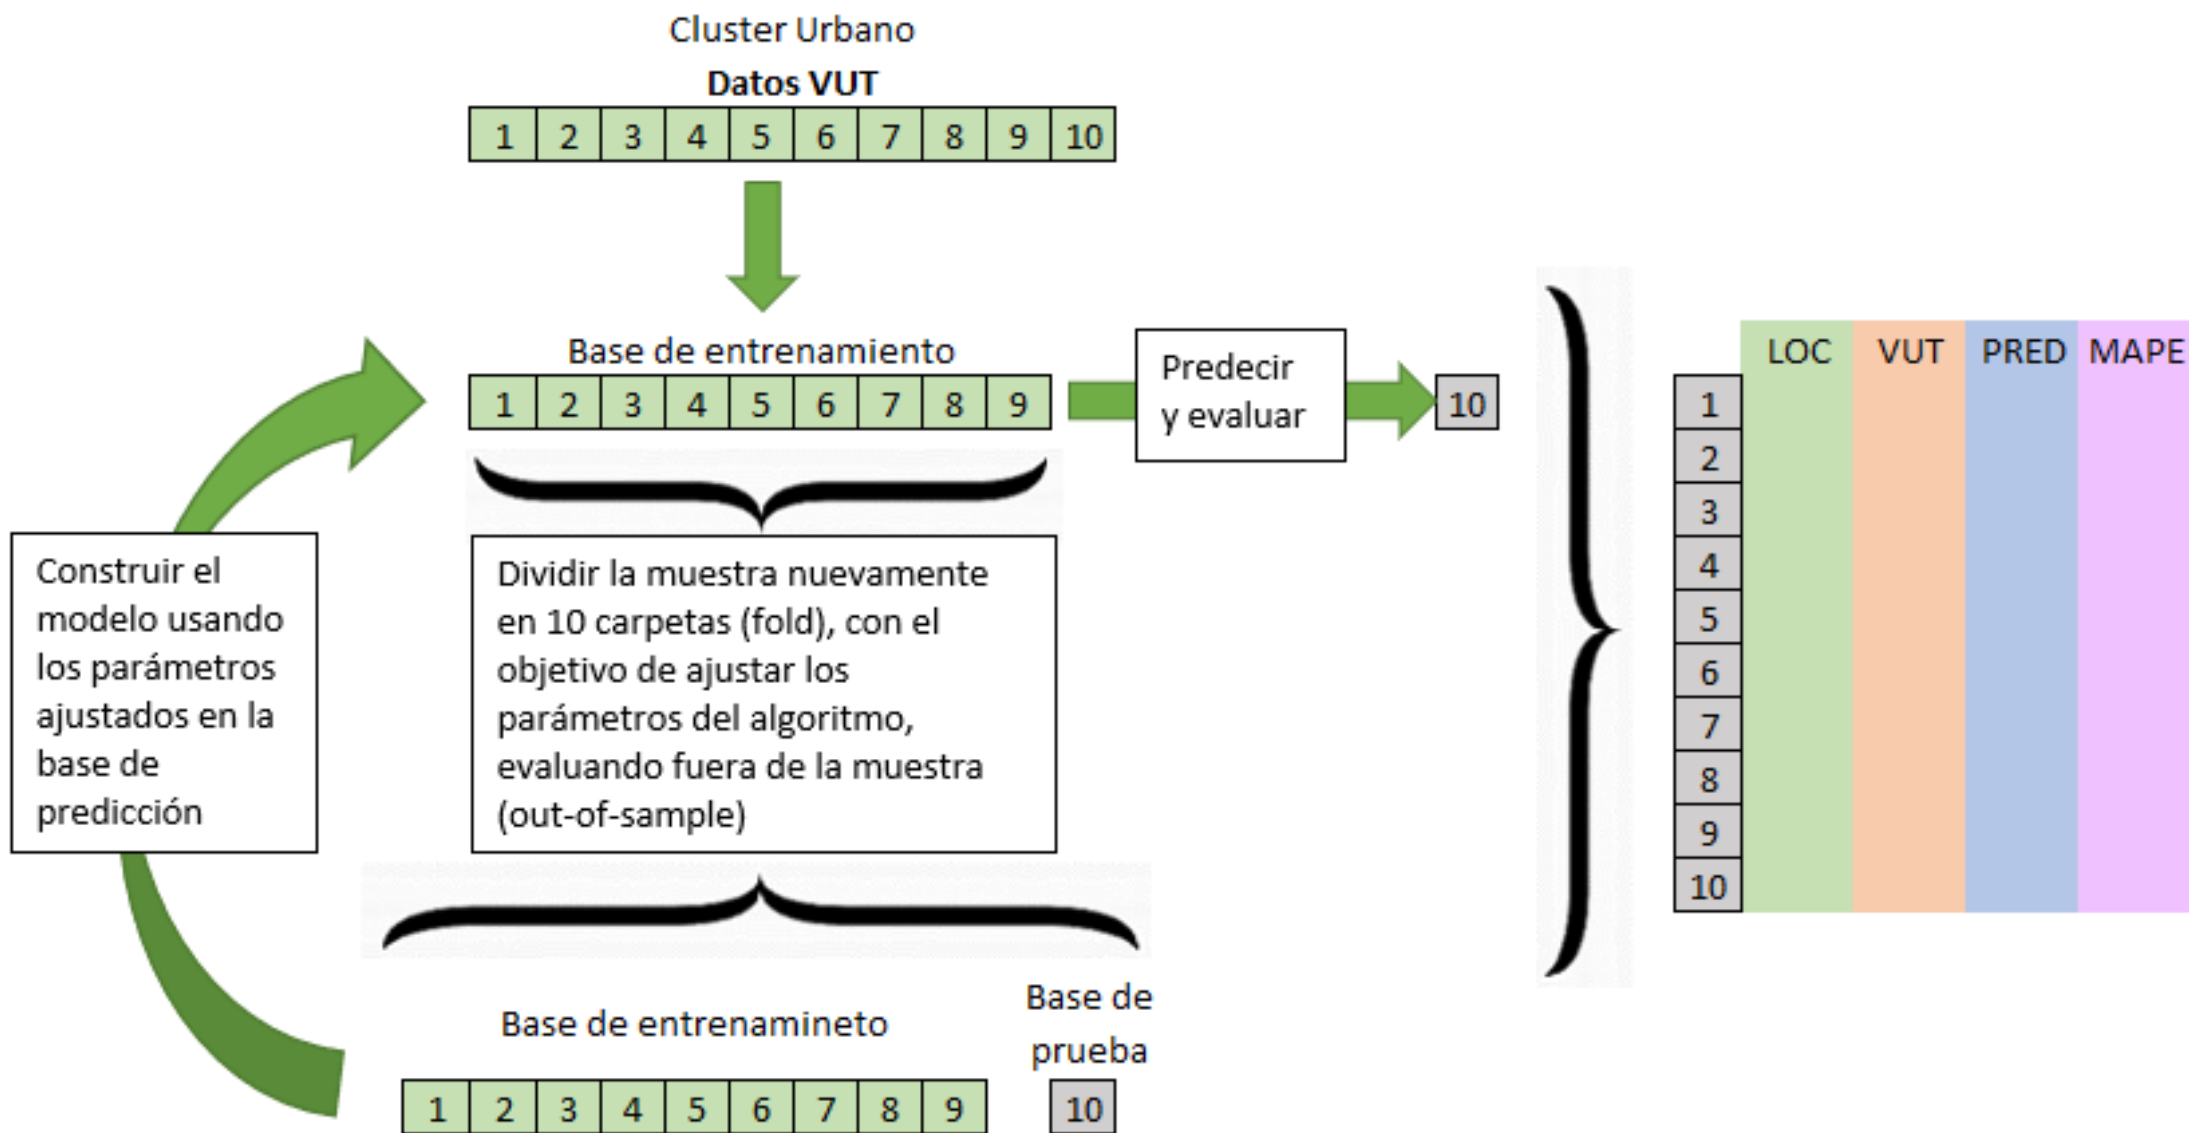 Cluster Urbano
Datos VUT
1 2 3 4 5 6 7 8 9 10
Base de entrenamiento
1 2 3 4 5 6 7 8 9
Predecir
y evaluar
10
Dividir la muestra nuevamente
en 10 carpetas (fold), con el
objetivo de ajustar los
parámetros del algoritmo,
evaluando fuera de la muestra
(out-of-sample)
Construir el
modelo usando
los parámetros
ajustados en la
base de
predicción
Base de entrenamineto
1 2 3 4 5 6 7 8 9
Base de
prueba
10
LOC VUT PRED MAPE
1
2
3
4
5
6
7
8
9
10